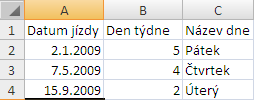 A B C
1 Datum jízdy Den týdne Název dne
2 2.1.2009 5 Pátek
3 7.5.2009 4 Čtvrtek
4 15.9.2009 2 Úterý